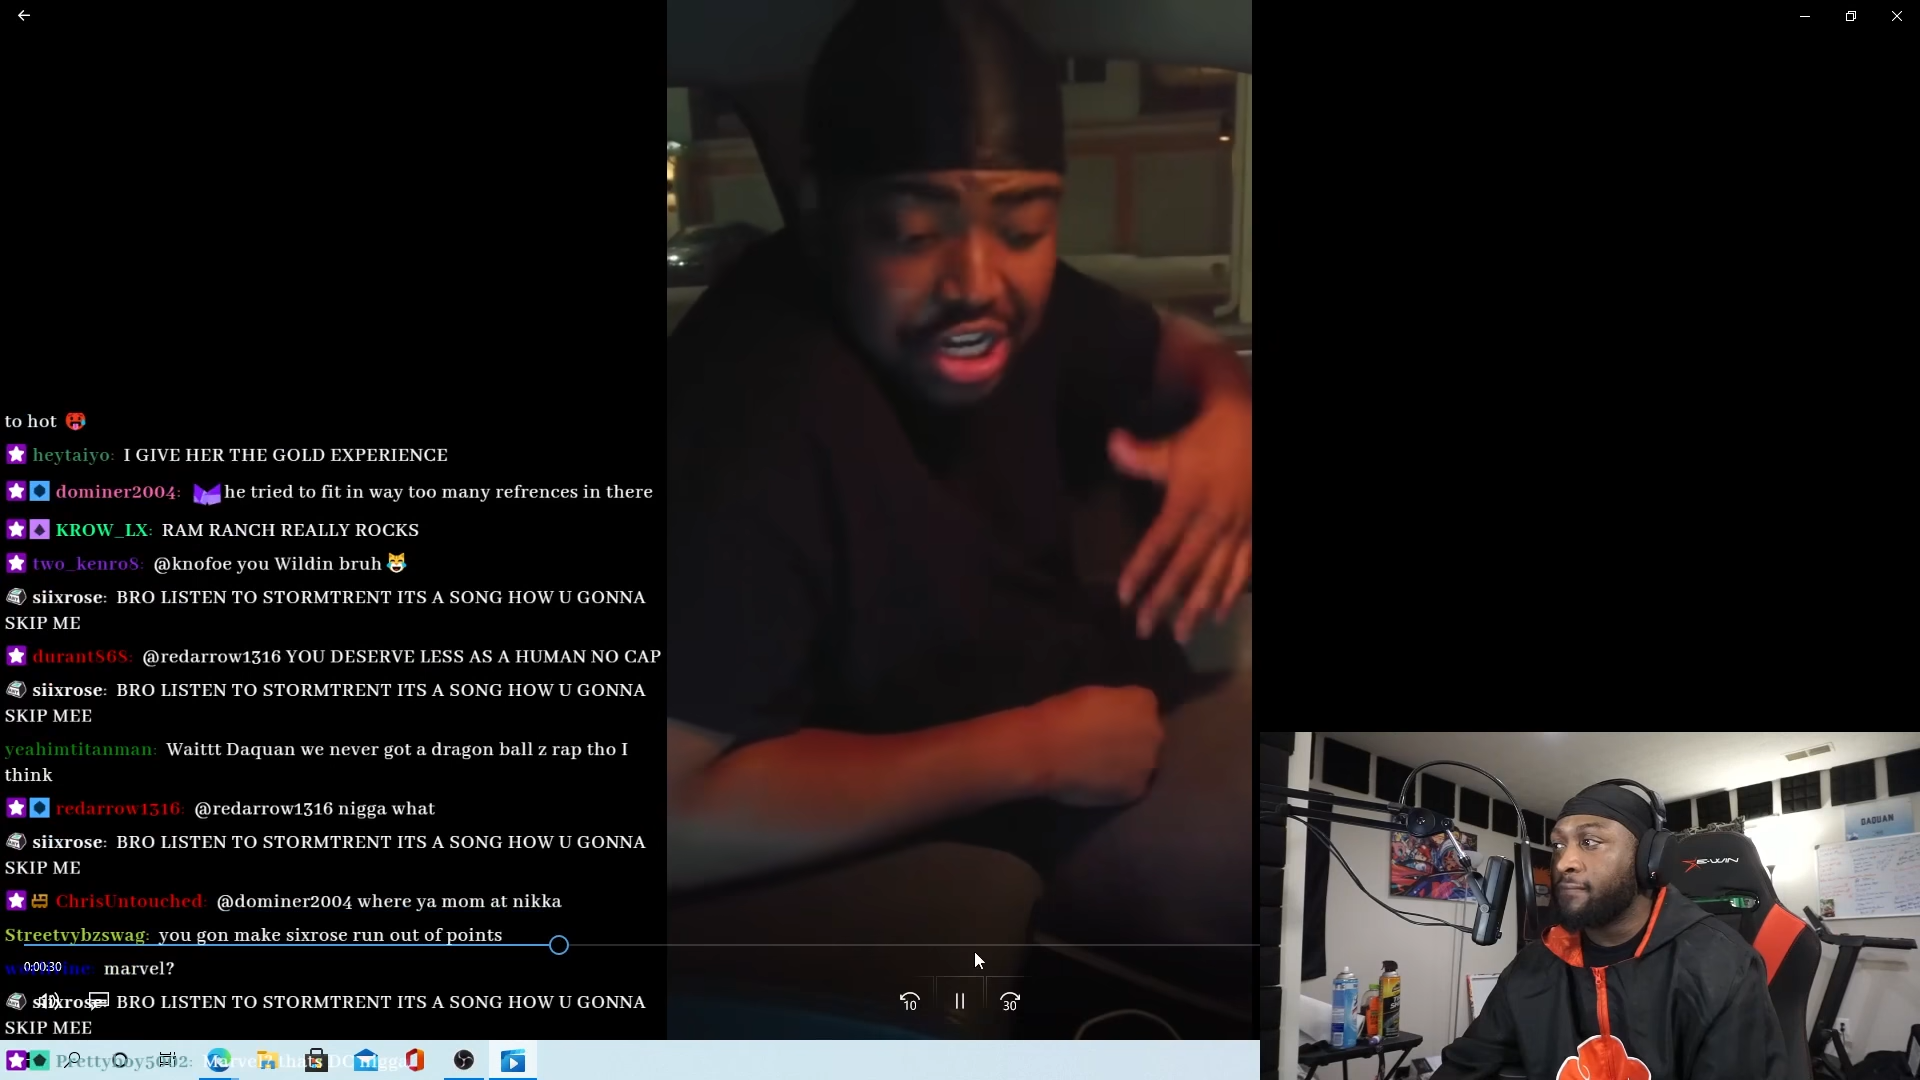 to hot
heytaiyo: I GIVE HER THE GOLD EXPERIENCE
dominer2004: he tried to fit in way too many refrences in there
KROW_LX: RAM RANCH REALLY ROCKS
two_kenro8: @knofoe you Wildin bruh
siixrose: BRO LISTEN TO STORMTRENT ITS A SONG HOW U GONNA
SKIP ME
durant868: @redarrow1316 YOU DESERVE LESS AS A HUMAN NO CAP
siixrose: BRO LISTEN TO STORMTRENT ITS A SONG HOW U GONNA
SKIP MEE
yeahimtitanman: Waittt Daquan we never got a dragon ball z rap tho I
think
redarrow1316: @redarrow1316 nigga what
siixrose: BRO LISTEN TO STORMTRENT ITS A SONG HOW U GONNA
SKIP ME
ChrisUntouched: @dominer2004 where ya mom at nikka
Streetvybzswag: you gon make sixrose run out of points
0:00:30
marvel?
siixrose: BRO LISTEN TO STORMTRENT ITS A SONG HOW U GONNA
SKIP MEE
Marvel? thats DC nigga
10
30
DAQUAN
E-WIN